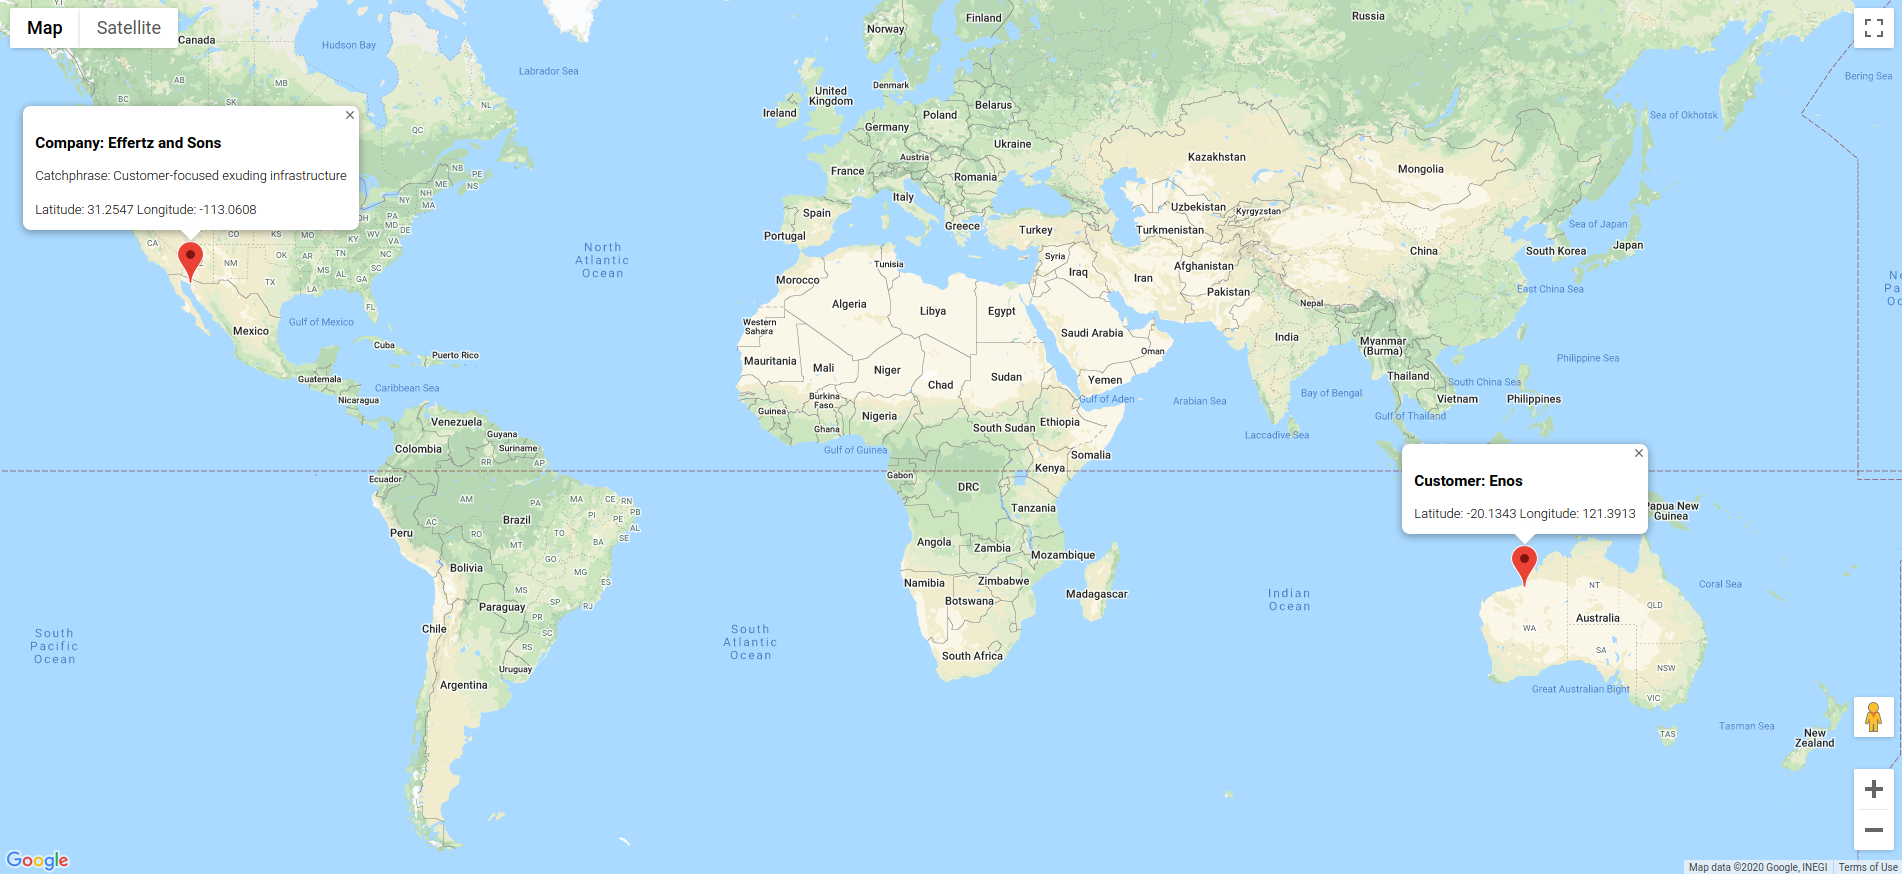 Map
Satellite
Company: Effertz and Sons
Catchphrase: Customer-focused exuding infrastructure
Latitude: 31.2547 Longitude: -113.0608
Customer: Enos
Latitude: -20.1343 Longitude: 121.3913
Canada
Hudson Bay
Labrador Sea
AB
MB
BC
SK
NL
QC
NB
PE
ME
NS
NH
NY
MA
CT
RI
OH
PA
NJ
MD
DE
KY
WV
VA
CA
CO
KS
MO
TN
NC
OK
AR
SC
NM
MS
AL
GA
TX
LA
FL
Gulf of Mexico
Mexico
Cuba
Puerto Rico
Guatemala
Caribbean Sea
Nicaragua
Venezuela
Guyana
Suriname
Colombia
RR
AP
Ecuador
AM
PA
MA
CE
RN
PB
PI
PE
AC
Brazil
TO
AL
SE
BA
RO
MT
Peru
GO
Bolivia
MG
ES
MS
SP
RJ
Paraguay
PR
SC
Chile
RS
Uruguay
Argentina
North
Atlantic
Ocean
South
Pacific
Ocean
South
Atlantic
Ocean
Finland
Norway
Russia
United
Kingdom
Denmark
Ireland
Belarus
Poland
Germany
Ukraine
Austria
France
Romania
Italy
Spain
Portugal
Greece
Turkey
Kazakhstan
Mongolia
Uzbekistan
Kyrgyzstan
Turkmenistan
Tunisia
Syria
Iraq
Iran
Afghanistan
Pakistan
Nepal
China
South Korea
Japan
Sea of Japan
Sea of Okhotsk
Bering Sea
East China Sea
Morocco
Algeria
Libya
Egypt
Western
Sahara
Saudi Arabia
Oman
India
Myanmar
(Burma)
Mauritania
Mali
Niger
Chad
Sudan
Yemen
Gulf of Aden
Arabian Sea
Bay of Bengal
Thailand
South China Sea
Vietnam
Philippines
Philippine Sea
Gulf of Thailand
Laccadive Sea
Burkina
Faso
Guinea
Ghana
Nigeria
South Sudan
Ethiopia
Gulf of Guinea
Somalia
Gabon
Kenya
DRC
Tanzania
Angola
Zambia
Mozambique
Namibia
Zimbabwe
Botswana
Madagascar
South Africa
Indian
Ocean
Papua New
Guinea
Coral Sea
NT
QLD
Australia
WA
SA
NSW
Great Australian Bight
VIC
TAS
Tasman Sea
New
Zealand
Google
Map data ©2020 Google, INEGI
Terms of Use